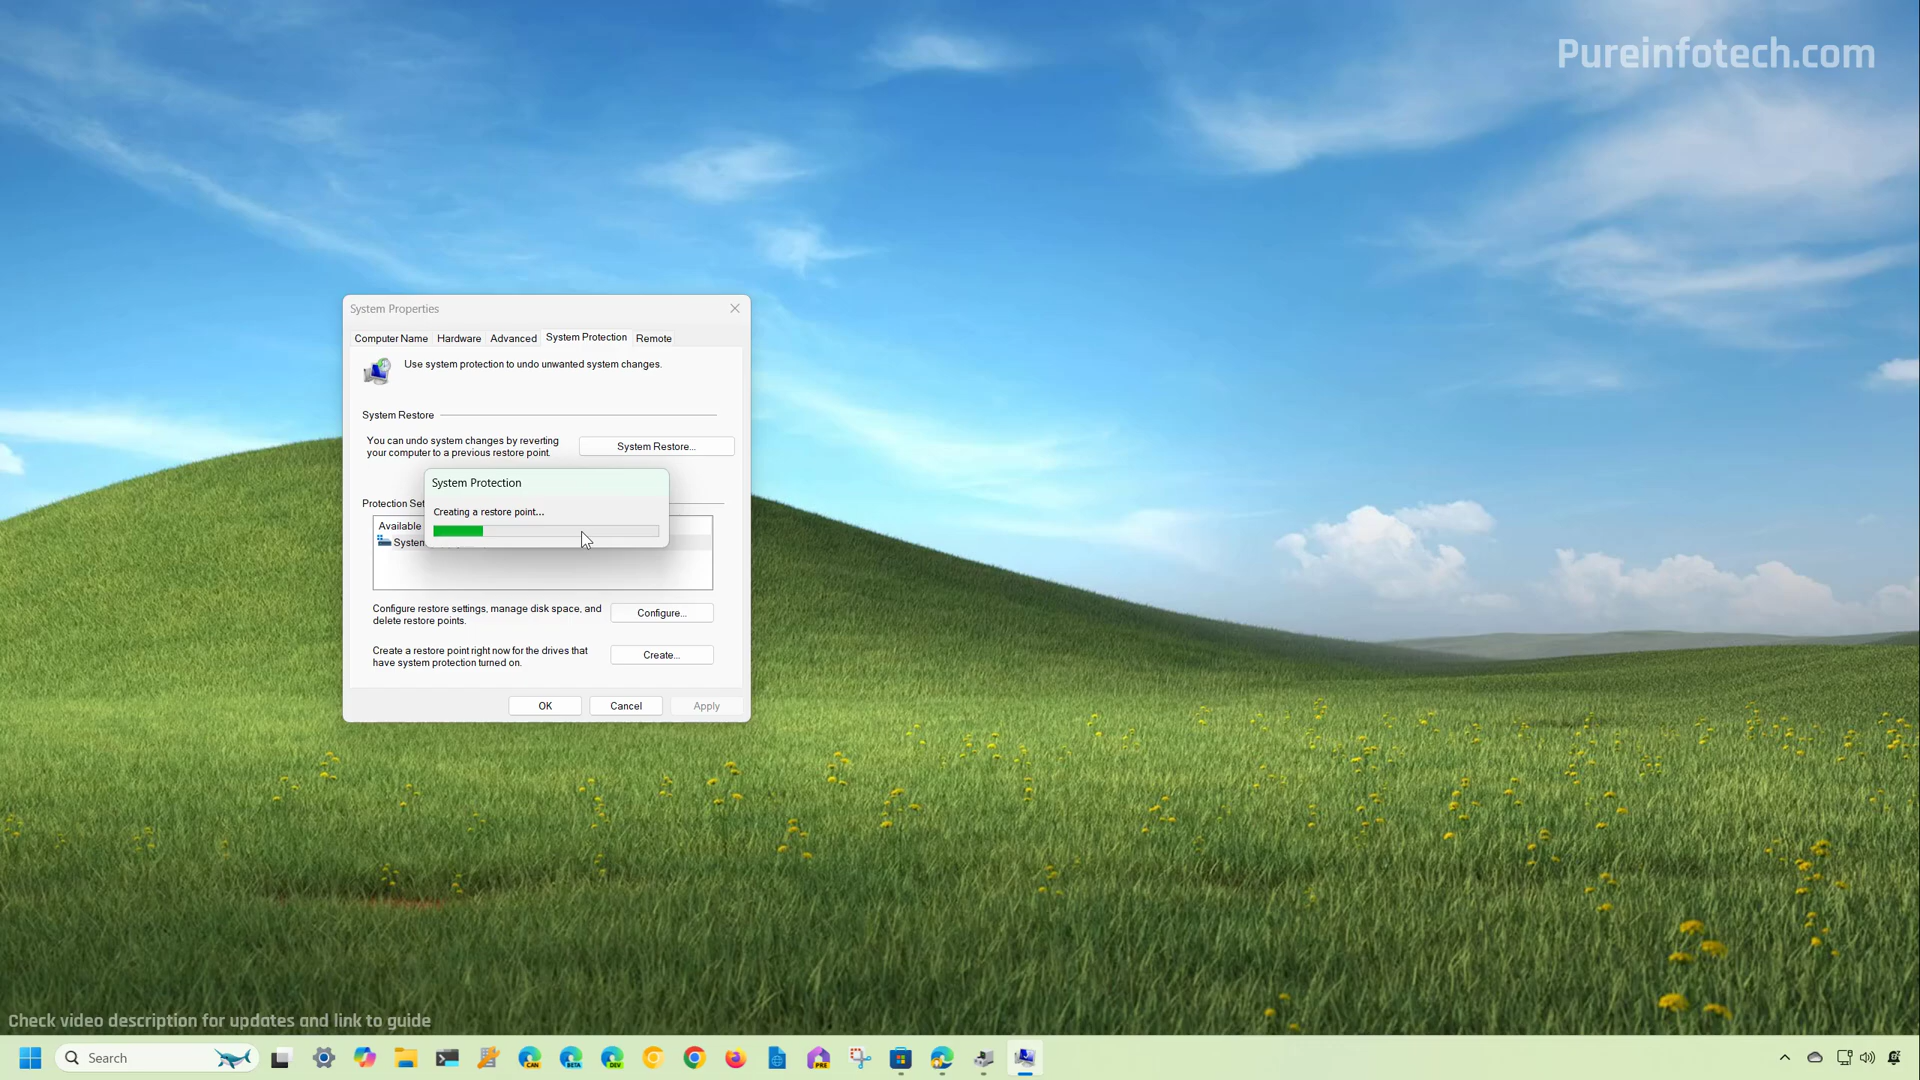 Pureinfotech.com
System Properties
Computer Name Hardware Advanced System Protection Remote
Use system protection to undo unwanted system changes.
System Restore
You can undo system changes by reverting
your computer to a previous restore point.
System Restore...
Protection Set
System Protection
Creating a restore point...
Available
System
Configure restore settings, manage disk space, and
delete restore points.
Configure...
Create a restore point right now for the drives that
have system protection turned on.
Create...
OK Cancel Apply
Check video description for updates and link to guide
Search
CAN
BETA
DEV
PRE